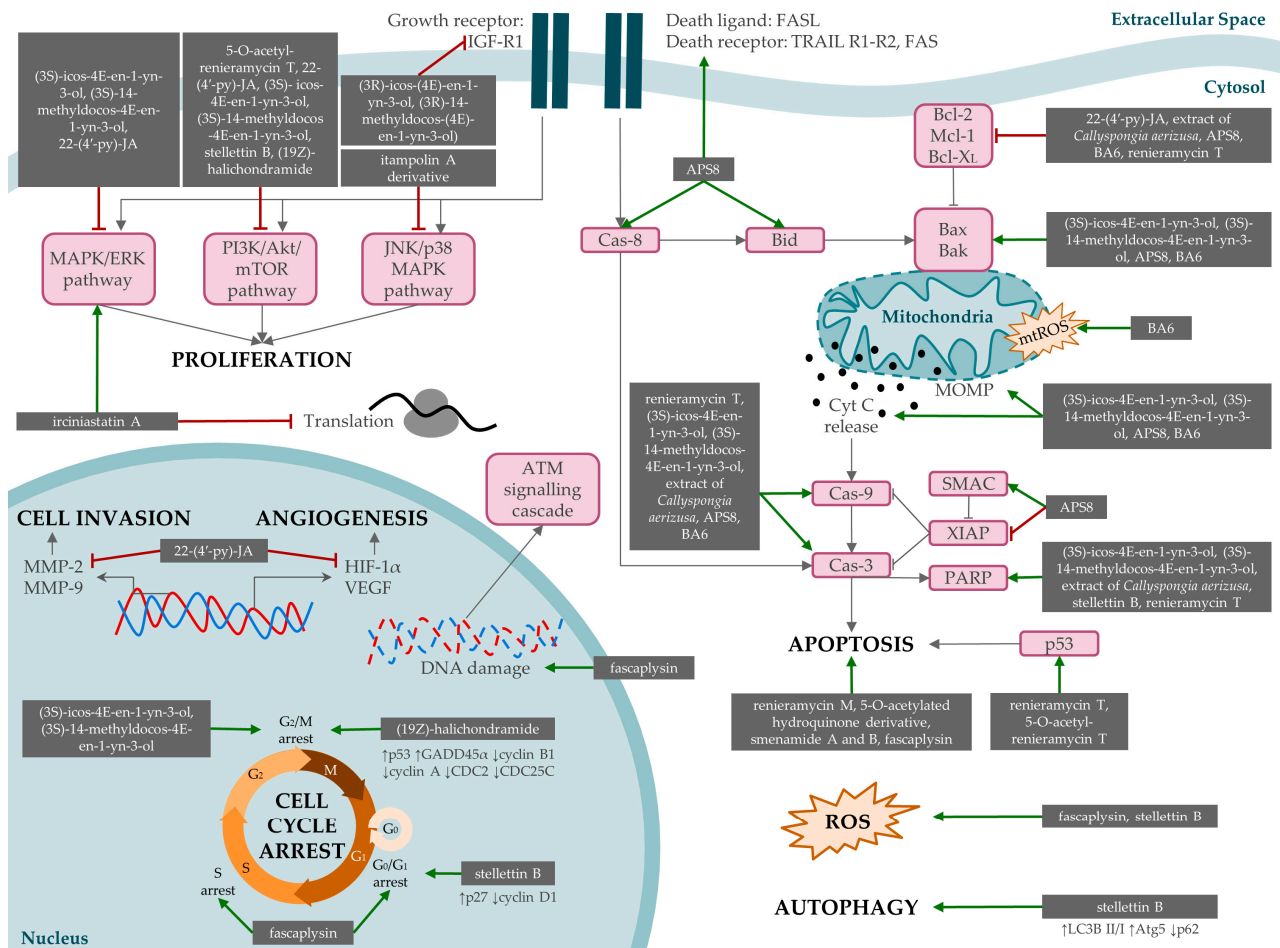 Extracellular Space
Cytosol
Growth receptor:
IGF-R1
Death ligand: FASL
Death receptor: TRAIL R1-R2, FAS
(3S)-icos-4E-en-1-yn-
3-ol, (3S)-14-
methyldocos-4E-en-
1-yn-3-ol,
22-(4′-py)-JA
5-O-acetyl-
renieramycin T, 22-
(4′-py)-JA, (3S)- icos-
4E-en-1-yn-3-ol,
(3S)-14-methyldocos
-4E-en-1-yn-3-ol,
stellettin B, (19Z)-
halichondramide
(3R)-icos-(4E)-en-1-
yn-3-ol, (3R)-14-
methyldocos-(4E)-
en-1-yn-3-ol)
itampolin A
derivative
MAPK/ERK
pathway
PI3K/Akt/
mTOR
pathway
JNK/p38
MAPK
pathway
PROLIFERATION
irciniastatin A
Translation
APS8
Cas-8
Bid
Bcl-2
Mcl-1
Bcl-XL
22-(4′-py)-JA, extract of
Callyspongia aerizusa, APS8,
BA6, renieramycin T
Bax
Bak
(3S)-icos-4E-en-1-yn-3-ol, (3S)-
14-methyldocos-4E-en-1-yn-3-
ol, APS8, BA6
Mitochondria
mtROS
BA6
MOMP
Cyt C
release
(3S)-icos-4E-en-1-yn-3-ol, (3S)-
14-methyldocos-4E-en-1-yn-3-
ol, APS8, BA6
renieramycin T,
(3S)-icos-4E-en-
1-yn-3-ol, (3S)-
14-methyldocos-
4E-en-1-yn-3-ol,
extract of
Callyspongia
aerizusa, APS8,
BA6
Cas-9
SMAC
XIAP
APS8
Cas-3
PARP
(3S)-icos-4E-en-1-yn-3-ol, (3S)-
14-methyldocos-4E-en-1-yn-3-ol,
extract of Callyspongia aerizusa,
stellettin B, renieramycin T
APOPTOSIS
p53
renieramycin M, 5-O-acetylated
hydroquinone derivative,
smenamide A and B, fascaplysin
renieramycin T,
5-O-acetyl-
renieramycin T
ROS
fascaplysin, stellettin B
AUTOPHAGY
stellettin B
↑LC3B II/I ↑Atg5 ↓p62
ATM
signalling
cascade
CELL INVASION
ANGIOGENESIS
MMP-2
MMP-9
22-(4′-py)-JA
HIF-1α
VEGF
DNA damage
fascaplysin
(3S)-icos-4E-en-1-yn-3-ol,
(3S)-14-methyldocos-4E-
en-1-yn-3-ol
G2/M
arrest
(19Z)-halichondramide
↑p53 ↑GADD45α ↓cyclin B1
↓cyclin A ↓CDC2 ↓CDC25C
G2
M
CELL
CYCLE
ARREST
G0
G1
S
S
arrest
G0/G1
arrest
stellettin B
↑p27 ↓cyclin D1
fascaplysin
Nucleus